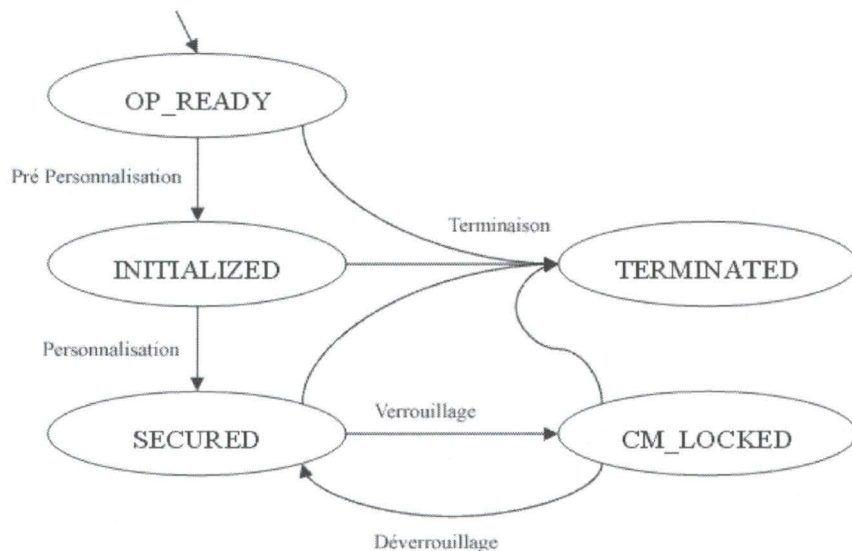 OP_READY
Pré Personnalisation
Terminaison
INITIALIZED
TERMINATED
Personnalisation
Verrouillage
SECURED
CM_LOCKED
Déverrouillage